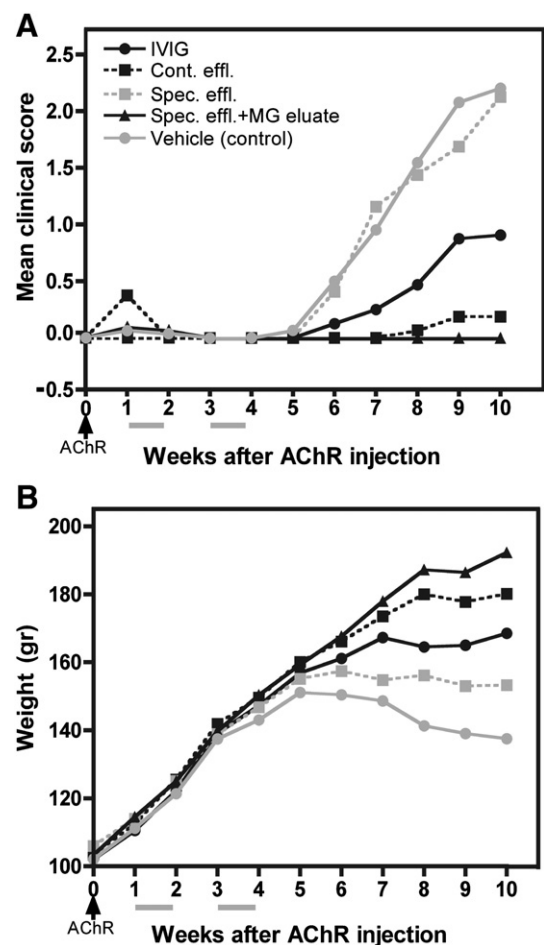 A
IVIG
Cont. effl.
Spec. effl.
Spec. effl.+MG eluate
Vehicle (control)
Mean clinical score
2.5
2.0
1.5
1.0
0.5
0.0
−0.5
0 1 2 3 4 5 6 7 8 9 10
AChR
Weeks after AChR injection
B
Weight (gr)
200
180
160
140
120
100
0 1 2 3 4 5 6 7 8 9 10
AChR
Weeks after AChR injection